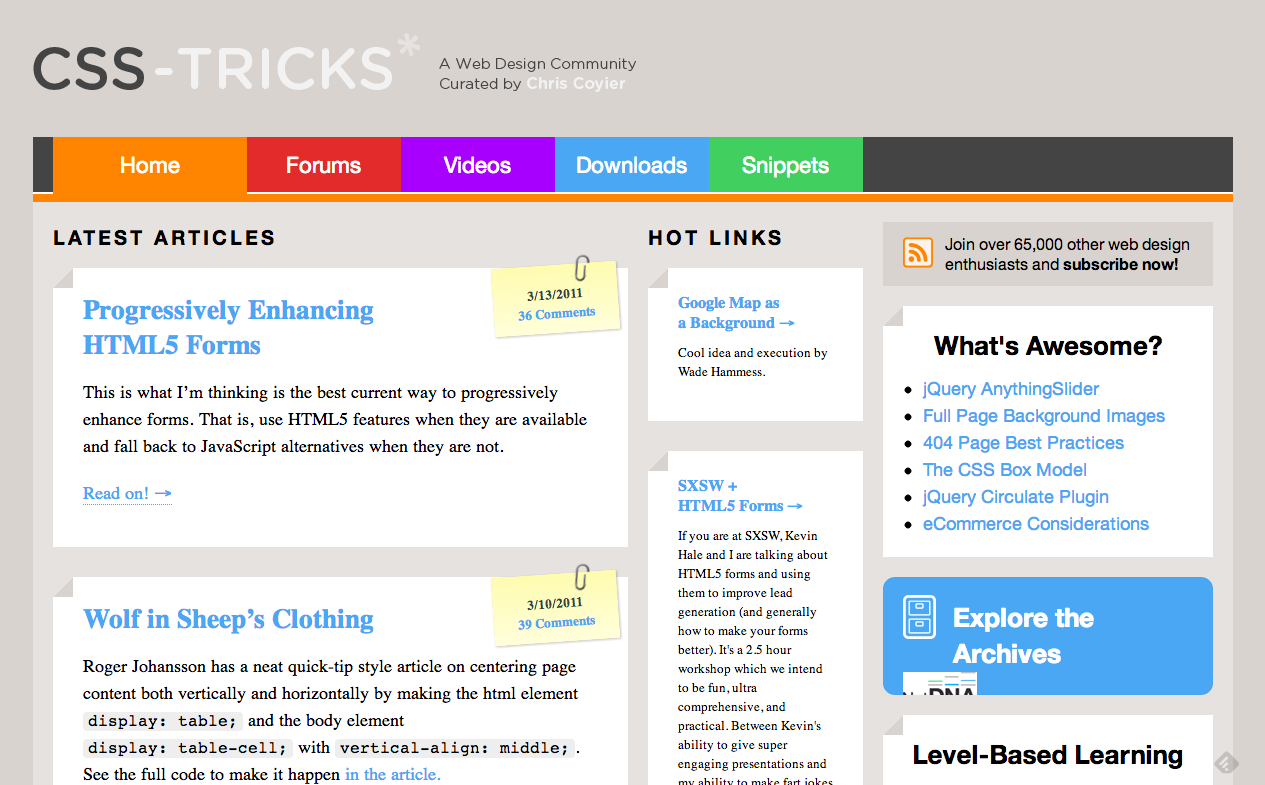 CSS-TRICKS*
A Web Design Community
Curated by Chris Coyier
Home Forums Videos Downloads Snippets
LATEST ARTICLES
3/13/2011
36 Comments
Progressively Enhancing
HTML5 Forms
This is what I’m thinking is the best current way to progressively
enhance forms. That is, use HTML5 features when they are available
and fall back to JavaScript alternatives when they are not.
Read on! →
3/10/2011
39 Comments
Wolf in Sheep’s Clothing
Roger Johansson has a neat quick-tip style article on centering page
content both vertically and horizontally by making the html element
display: table; and the body element
display: table-cell; with vertical-align: middle;.
See the full code to make it happen in the article.
HOT LINKS
Google Map as
a Background →
Cool idea and execution by
Wade Hammess.
SXSW +
HTML5 Forms →
If you are at SXSW, Kevin
Hale and I are talking about
HTML5 forms and using
them to improve lead
generation (and generally
how to make your forms
better). It's a 2.5 hour
workshop which we intend
to be fun, ultra
comprehensive, and
practical. Between Kevin's
ability to give super
engaging presentations and
my ability to make fart jokes
Join over 65,000 other web design
enthusiasts and subscribe now!
What's Awesome?
jQuery AnythingSlider
Full Page Background Images
404 Page Best Practices
The CSS Box Model
jQuery Circulate Plugin
eCommerce Considerations
Explore the
Archives
NetDNA
Level-Based Learning